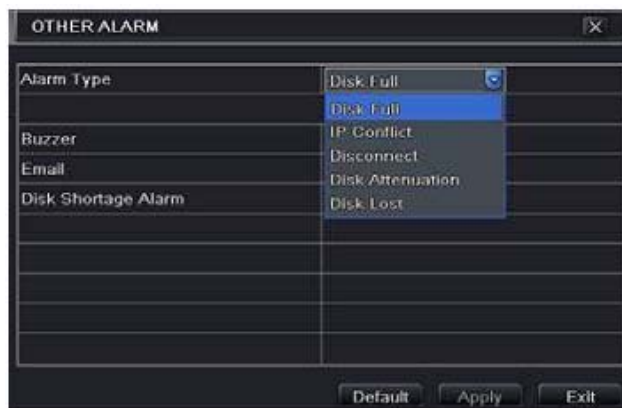 OTHER ALARM
Alarm Type Disk Full
Disk Full
IP Conflict
Buzzer
Disconnect
Email
Disk Attenuation
Disk Shortage Alarm
Disk Lost
Default Apply Exit